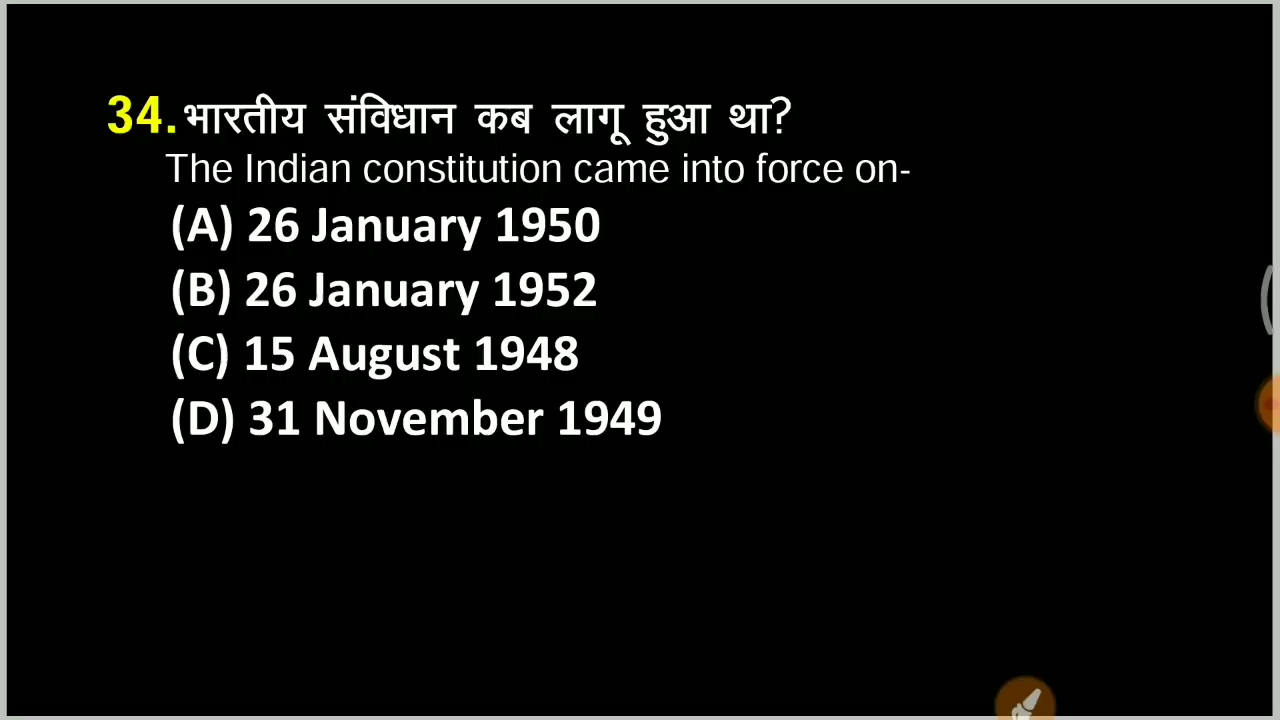 34. भारतीय संविधान कब लागू हुआ था?
The Indian constitution came into force on-
(A) 26 January 1950
(B) 26 January 1952
(C) 15 August 1948
(D) 31 November 1949